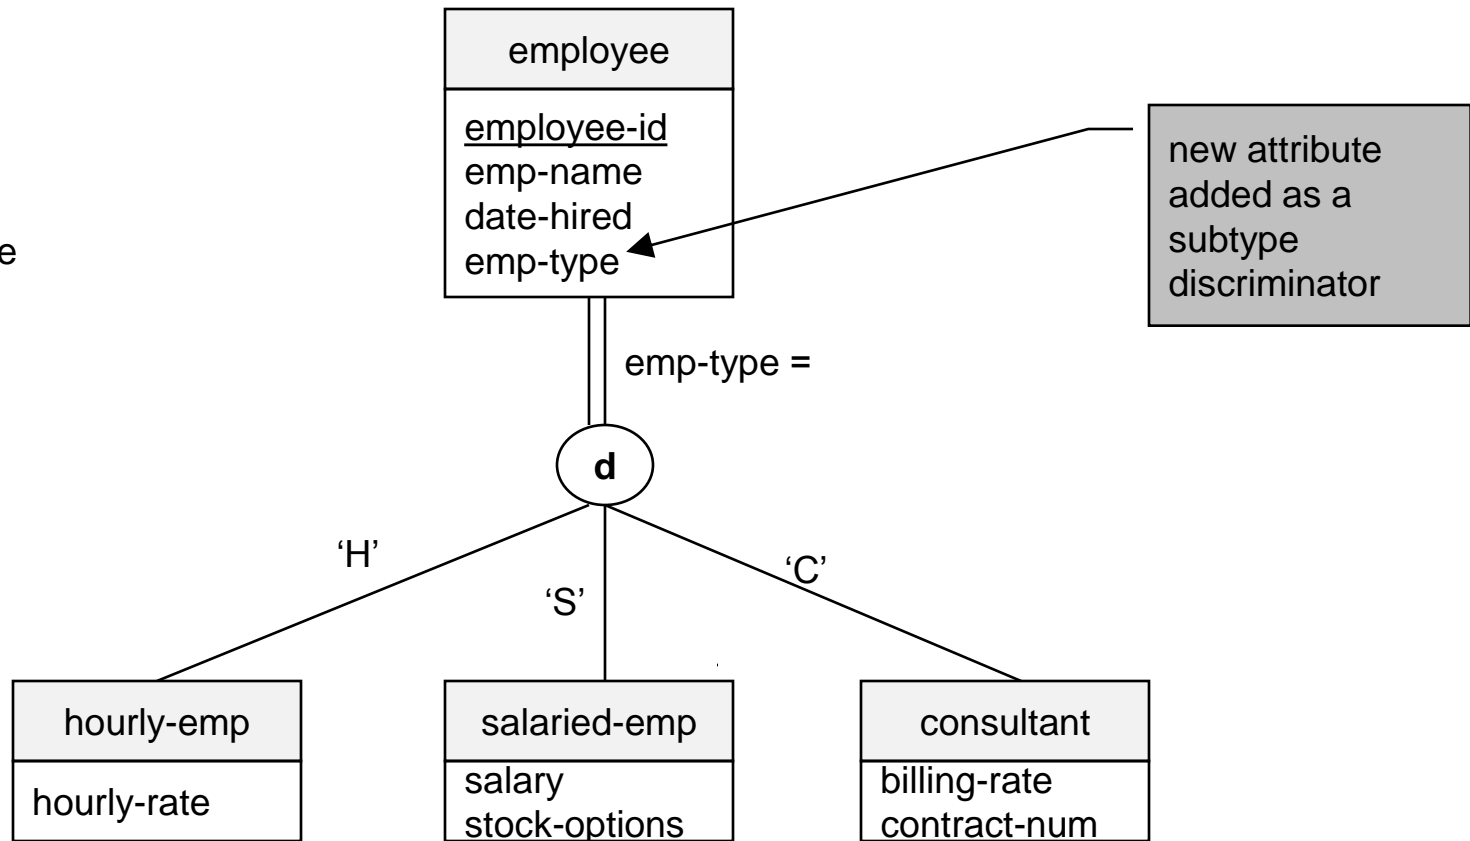 employee
employee-id
emp-name
date-hired
emp-type
new attribute
added as a
subtype
discriminator
e
emp-type =
d
‘H’
‘S’
‘C’
hourly-emp
hourly-rate
salaried-emp
salary
stock-options
consultant
billing-rate
contract-num